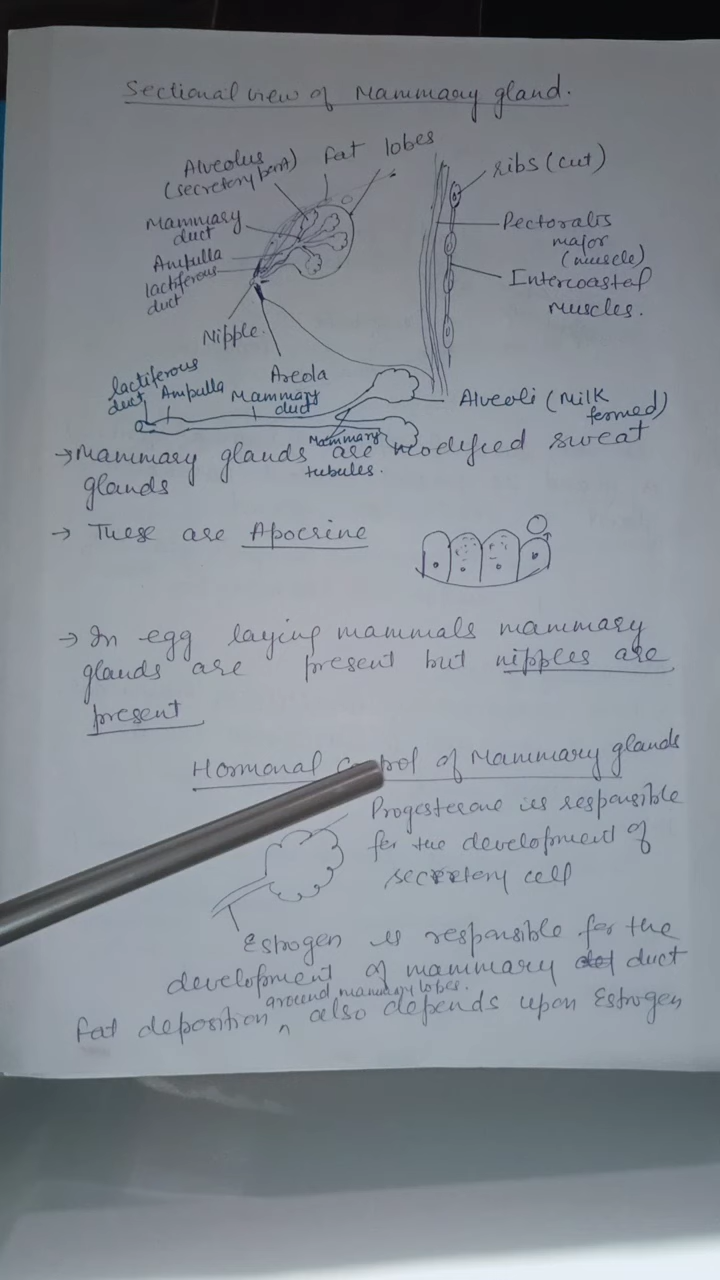 Sectional view of Mammary gland.
Alveolus
(secretory part)
Fat
lobes
Mammary
duct
Ampulla
lactiferous
duct
Nipple.
Areola
ribs (cut)
Pectoralis
major
(muscle)
Intercoastal
muscles.
lactiferous
duct
Ampulla
Mammary
duct
Alveoli (Milk
formed)
Mammary
tubules.
→ Mammary glands are modified sweat
glands
→ These are Apocrine
→ In egg laying mammals mammary
glands are present but nipples are
present
Hormonal control of Mammary glands
Progesterone is responsible
for the development of
secretory cell
Estrogen is responsible for the
development of mammary duct
around mammary lobes.
Fat deposition ^ also depends upon Estrogen